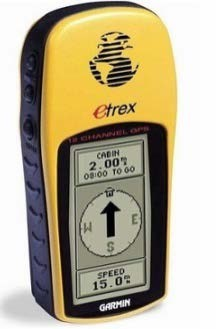 etrex
12 CHANNEL GPS
CABIN
2.00
08:00 TO GO
W E
S
SPEED
15.0
GARMIN